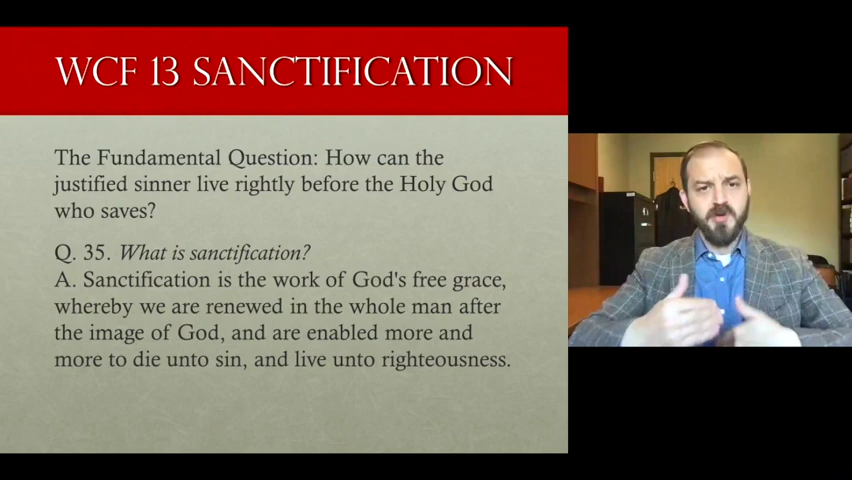 WCF 13 SANCTIFICATION
The Fundamental Question: How can the
justified sinner live rightly before the Holy God
who saves?
Q. 35. What is sanctification?
A. Sanctification is the work of God's free grace,
whereby we are renewed in the whole man after
the image of God, and are enabled more and
more to die unto sin, and live unto righteousness.